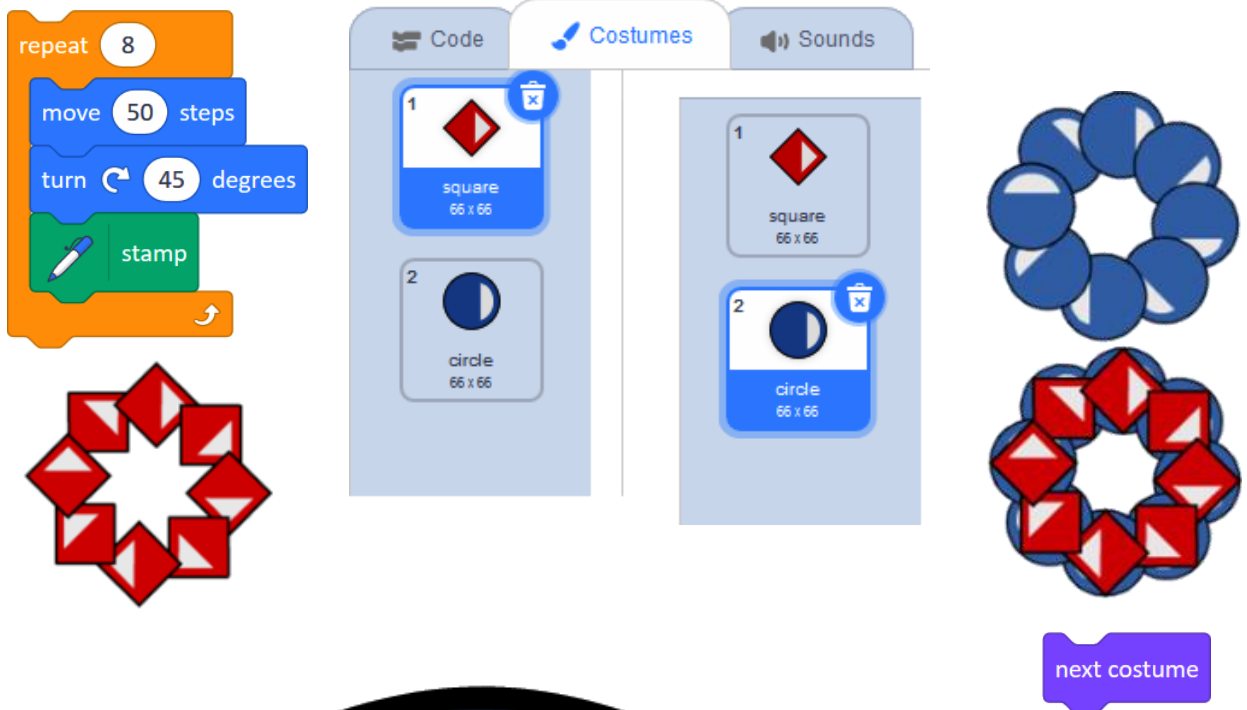 repeat 8
move 50 steps
turn 45 degrees
stamp
Code Costumes Sounds
1
square
66 x 66
2
circle
66 x 66
1
square
66 x 66
2
circle
66 x 66
next costume